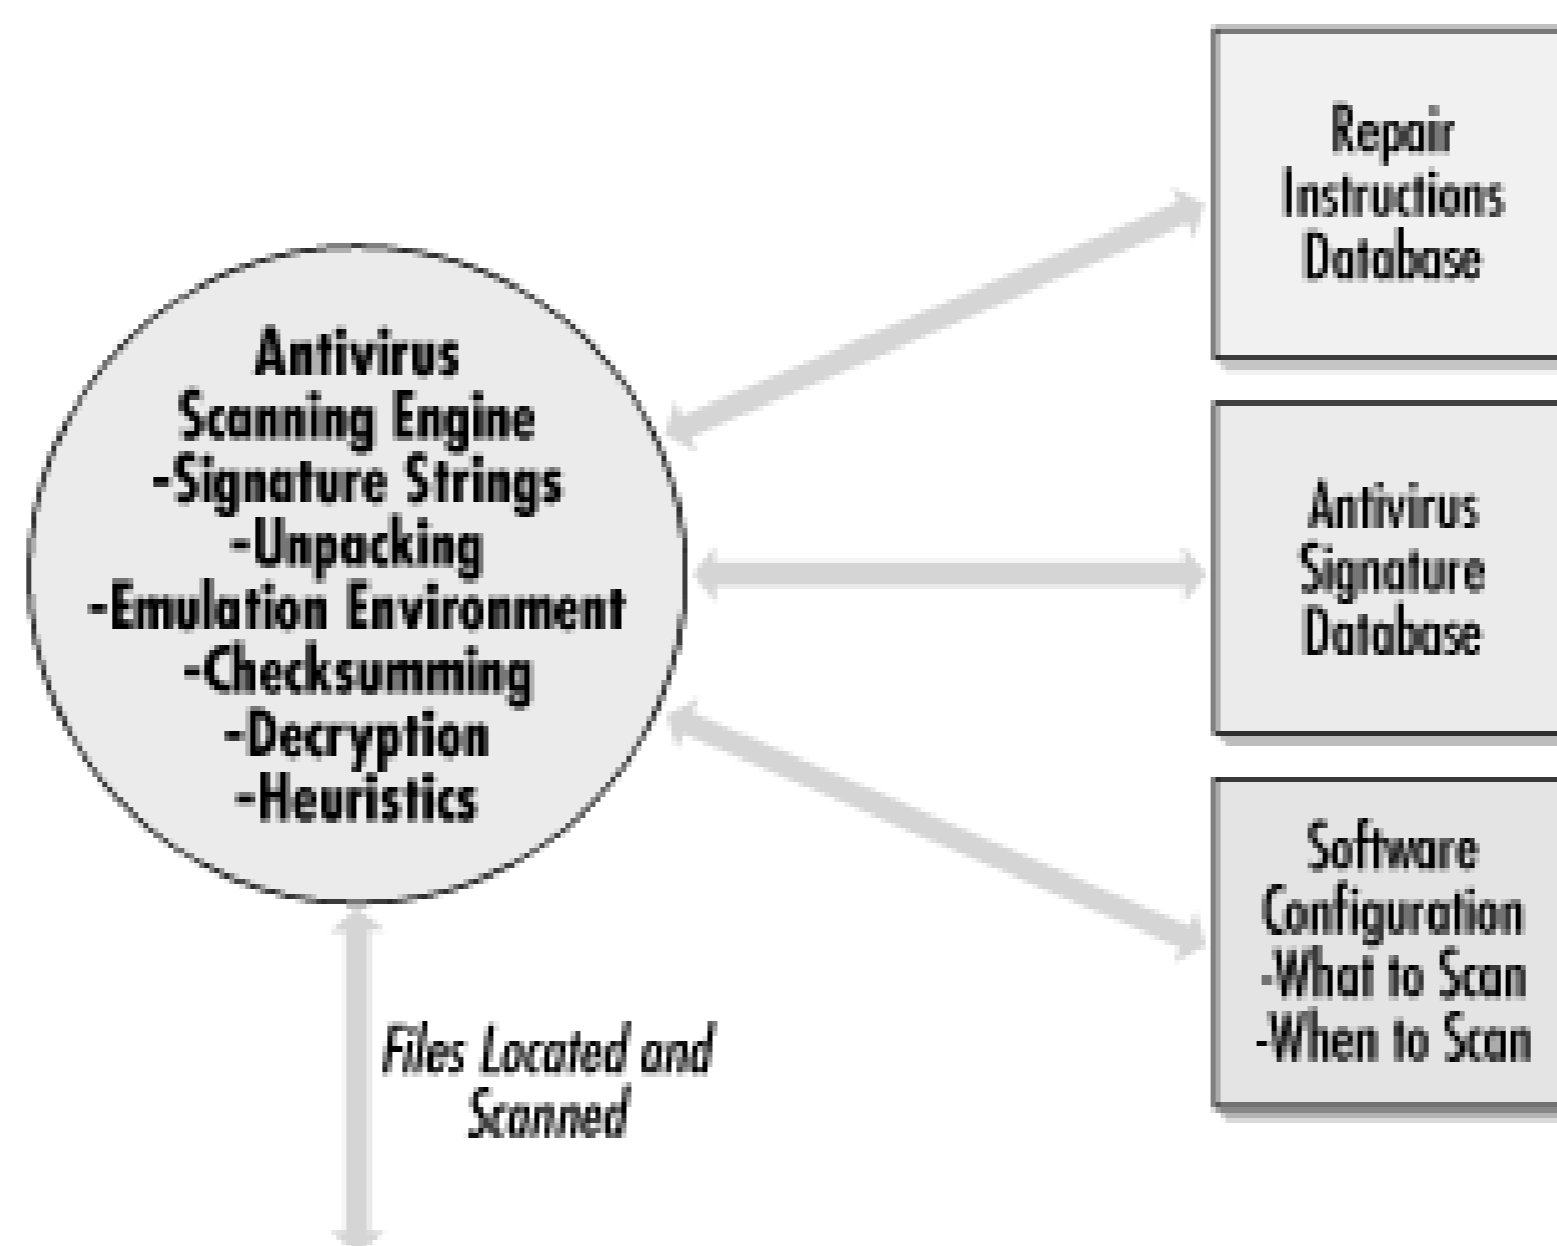 Repair
Instructions
Database
Antivirus
Scanning Engine
-Signature Strings
-Unpacking
-Emulation Environment
-Checksumming
-Decryption
-Heuristics
Antivirus
Signature
Database
Software
Configuration
-What to Scan
-When to Scan
Files Located and
Scanned